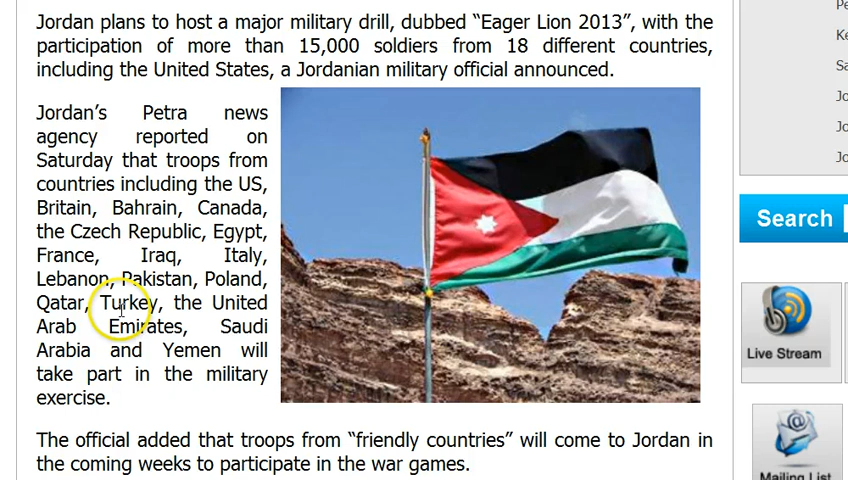 Jordan plans to host a major military drill, dubbed “Eager Lion 2013”, with the
participation of more than 15,000 soldiers from 18 different countries,
including the United States, a Jordanian military official announced.
Jordan’s Petra news
agency reported on
Saturday that troops from
countries including the US,
Britain, Bahrain, Canada,
the Czech Republic, Egypt,
France, Iraq, Italy,
Lebanon, Pakistan, Poland,
Qatar, Turkey, the United
Arab Emirates, Saudi
Arabia and Yemen will
take part in the military
exercise.
The official added that troops from “friendly countries” will come to Jordan in
the coming weeks to participate in the war games.
Search
Live Stream
Mailing List